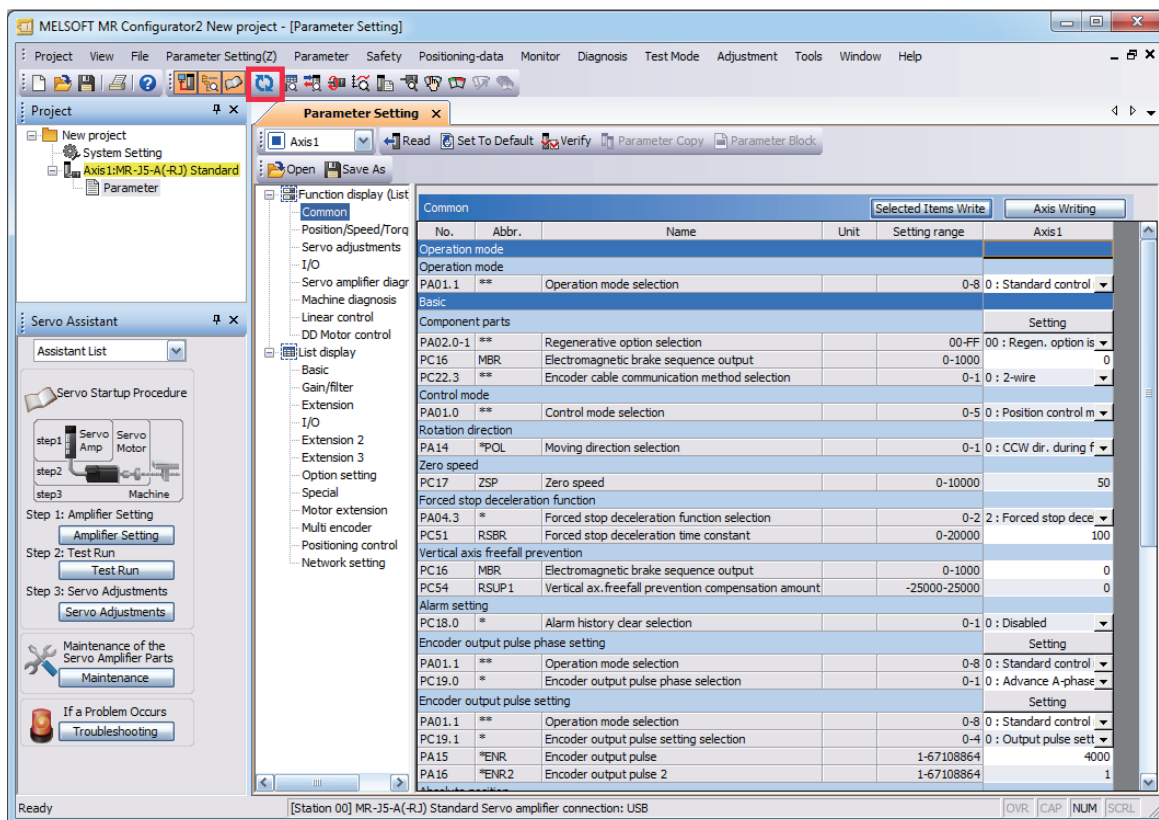 MELSOFT MR Configurator2 New project - [Parameter Setting]
Project View File Parameter Setting(Z) Parameter Safety Positioning-data Monitor Diagnosis Test Mode Adjustment Tools Window Help
Project
New project
System Setting
Axis1:MR-J5-A(-RJ) Standard
Parameter
Servo Assistant
Assistant List
Servo Startup Procedure
step1 Servo Amp Servo Motor
step2
step3 Machine
Step 1: Amplifier Setting
Amplifier Setting
Step 2: Test Run
Test Run
Step 3: Servo Adjustments
Servo Adjustments
Maintenance of the
Servo Amplifier Parts
Maintenance
If a Problem Occurs
Troubleshooting
Parameter Setting
Axis1 Read Set To Default Verify Parameter Copy Parameter Block
Open Save As
Function display (List
Common
Position/Speed/Torq
Servo adjustments
I/O
Servo amplifier diagr
Machine diagnosis
Linear control
DD Motor control
List display
Basic
Gain/filter
Extension
I/O
Extension 2
Extension 3
Option setting
Special
Motor extension
Multi encoder
Positioning control
Network setting
Common Selected Items Write Axis Writing
No. Abbr. Name Unit Setting range Axis1
Operation mode
Operation mode
PA01.1 ** Operation mode selection 0-8 0 : Standard control
Basic
Component parts Setting
PA02.0-1 ** Regenerative option selection 00-FF 00 : Regen. option is
PC16 MBR Electromagnetic brake sequence output 0-1000 0
PC22.3 ** Encoder cable communication method selection 0-1 0 : 2-wire
Control mode
PA01.0 ** Control mode selection 0-5 0 : Position control m
Rotation direction
PA14 *POL Moving direction selection 0-1 0 : CCW dir. during f
Zero speed
PC17 ZSP Zero speed 0-10000 50
Forced stop deceleration function
PA04.3 * Forced stop deceleration function selection 0-2 2 : Forced stop dece
PC51 RSBR Forced stop deceleration time constant 0-20000 100
Vertical axis freefall prevention
PC16 MBR Electromagnetic brake sequence output 0-1000 0
PC54 RSUP1 Vertical ax.freefall prevention compensation amount -25000-25000 0
Alarm setting
PC18.0 * Alarm history clear selection 0-1 0 : Disabled
Encoder output pulse phase setting Setting
PA01.1 ** Operation mode selection 0-8 0 : Standard control
PC19.0 * Encoder output pulse phase selection 0-1 0 : Advance A-phase
Encoder output pulse setting Setting
PA01.1 ** Operation mode selection 0-8 0 : Standard control
PC19.1 * Encoder output pulse setting selection 0-4 0 : Output pulse sett
PA15 *ENR Encoder output pulse 1-67108864 4000
PA16 *ENR2 Encoder output pulse 2 1-67108864 1
Ready [Station 00] MR-J5-A(-RJ) Standard Servo amplifier connection: USB OVR CAP NUM SCRL